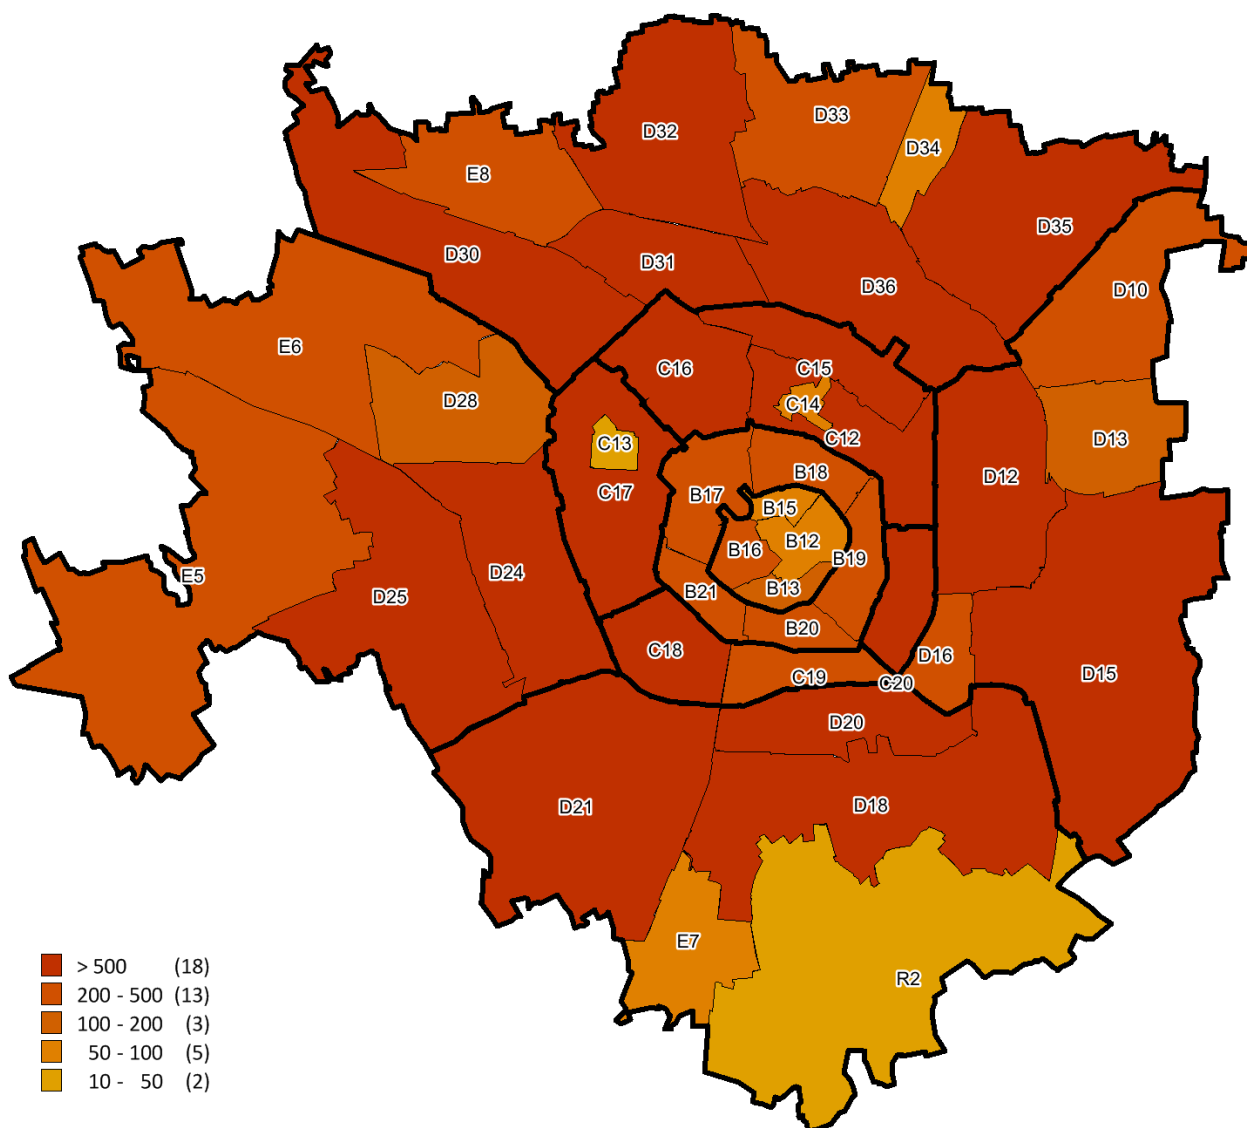 D32
D33
D34
E8
D35
D30
D31
D36
D10
E6
C16
C15
D28
C14
C12
C13
D13
B18
D12
C17
B17
B15
B12
B16
B19
E5
D24
D25
B13
B21
B20
C18
D16
C19
C20
D15
D20
D21
D18
E7
R2
> 500 (18)
200 - 500 (13)
100 - 200 (3)
50 - 100 (5)
10 - 50 (2)